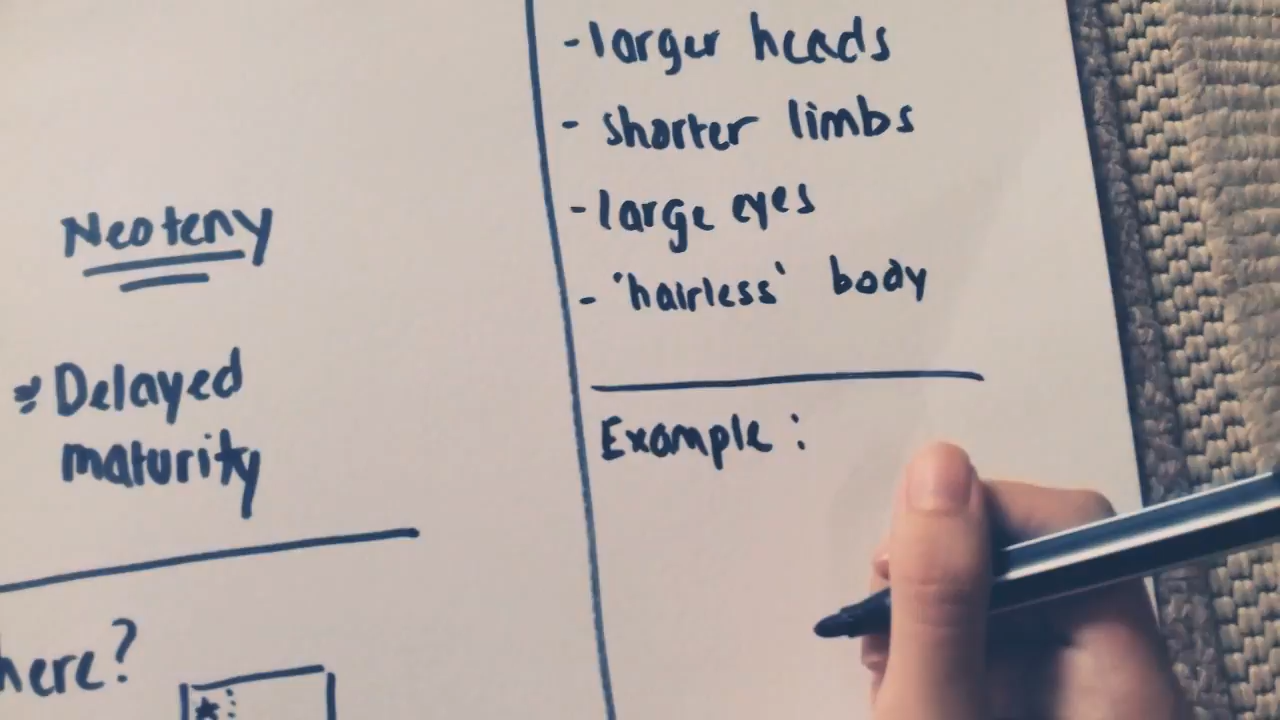 Neoteny
Delayed
maturity
here?
- larger heads
- shorter limbs
- large eyes
- 'hairless' body
Example :